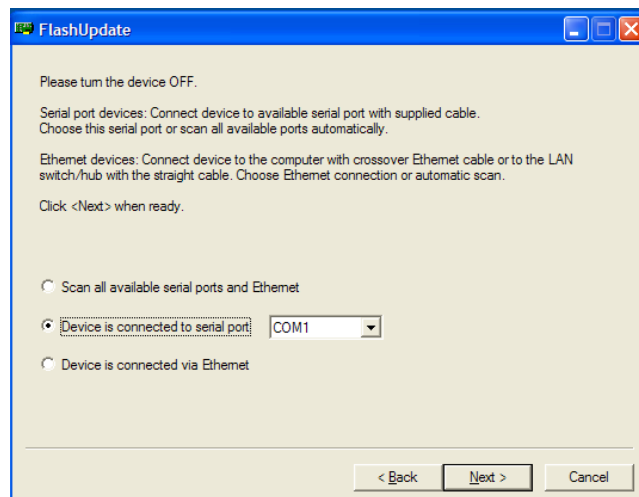 FlashUpdate
Please turn the device OFF.
Serial port devices: Connect device to available serial port with supplied cable.
Choose this serial port or scan all available ports automatically.
Ethernet devices: Connect device to the computer with crossover Ethernet cable or to the LAN
switch/hub with the straight cable. Choose Ethernet connection or automatic scan.
Click <Next> when ready.
Scan all available serial ports and Ethernet
Device is connected to serial port COM1
Device is connected via Ethernet
< Back Next > Cancel